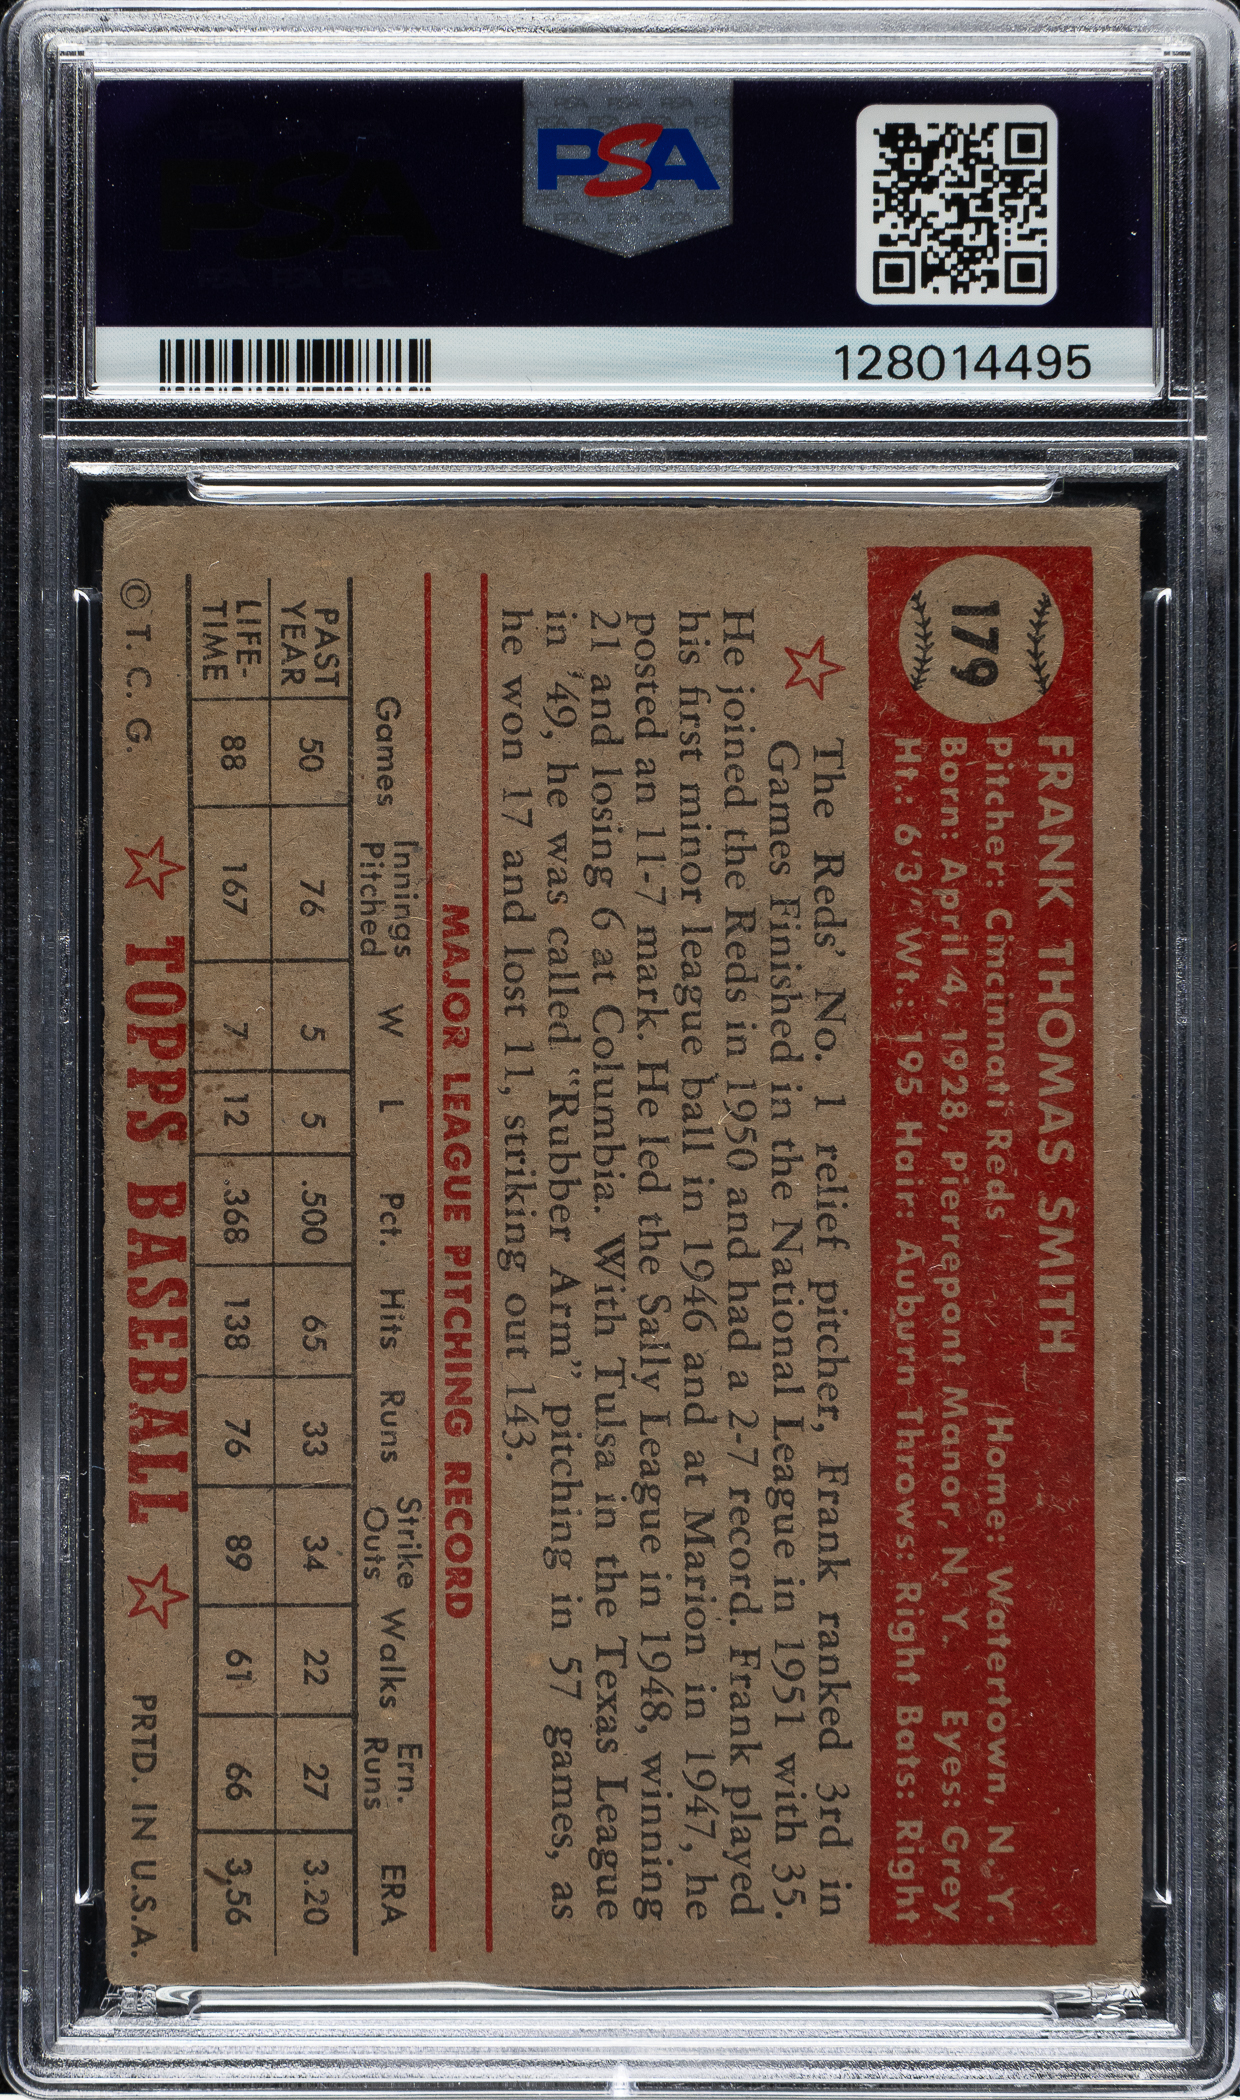 PSA
128014495
179
FRANK THOMAS SMITH
Pitcher: Cincinnati Reds Home: Watertown, N. Y.
Born: April 4, 1928, Pierrepont Manor, N. Y. Eyes: Grey
Ht.: 6'3" Wt.: 195 Hair: Auburn Throws: Right Bats: Right
The Reds' No. 1 relief pitcher, Frank ranked 3rd in
Games Finished in the National League in 1951 with 35.
He joined the Reds in 1950 and had a 2-7 record. Frank played
his first minor league ball in 1946 and at Marion in 1947, he
posted an 11-7 mark. He led the Sally League in 1948, winning
21 and losing 6 at Columbia. With Tulsa in the Texas League
in '49, he was called "Rubber Arm" pitching in 57 games, as
he won 17 and lost 11, striking out 143.
MAJOR LEAGUE PITCHING RECORD
Games Innings Pitched W L Pct. Hits Runs Strike Outs Walks Ern. Runs ERA
PAST YEAR 50 76 5 5 .500 65 33 34 22 27 3.20
LIFE-TIME 88 167 7 12 .368 138 76 89 61 66 3.56
© T. C. G. TOPPS BASEBALL PRTD. IN U.S.A.